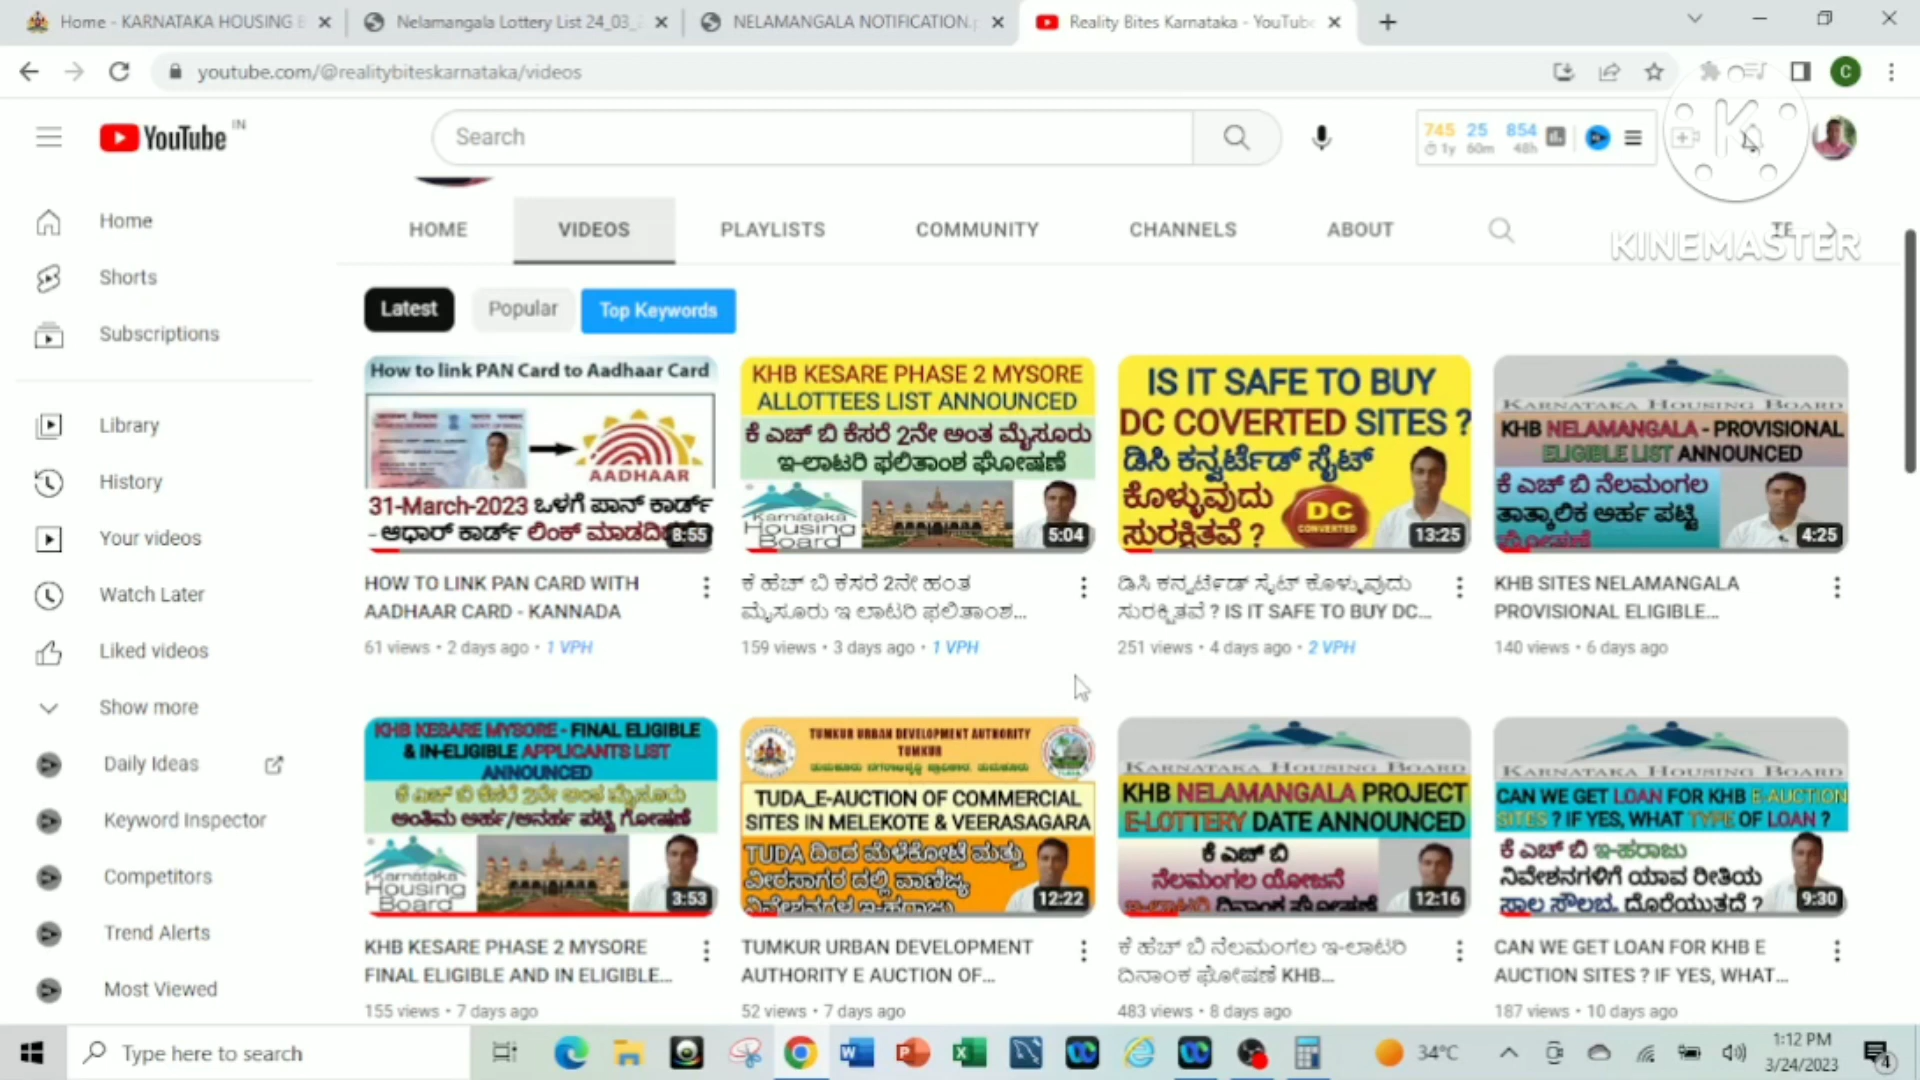 Home - KARNATAKA HOUSING B
Nelamangala Lottery List 24_03_2
NELAMANGALA NOTIFICATION.p
Reality Bites Karnataka - YouTube
youtube.com/@realitybiteskarnataka/videos
C
YouTube IN
Search
745 25 854
1y 60m 48h
K
KINEMASTER
HOME VIDEOS PLAYLISTS COMMUNITY CHANNELS ABOUT
Latest Popular Top Keywords
Home
Shorts
Subscriptions
Library
History
Your videos
Watch Later
Liked videos
Show more
Daily Ideas
Keyword Inspector
Competitors
Trend Alerts
Most Viewed
How to link PAN Card to Aadhaar Card
AADHAAR
31-March-2023 ಒಳಗೆ ಪಾನ್ ಕಾರ್ಡ್
- ಆಧಾರ್ ಕಾರ್ಡ್ ಲಿಂಕ್ ಮಾಡದಿ
8:55
HOW TO LINK PAN CARD WITH
AADHAAR CARD - KANNADA
61 views • 2 days ago • 1 VPH
KHB KESARE PHASE 2 MYSORE
ALLOTTEES LIST ANNOUNCED
ಕೆ ಎಚ್ ಬಿ ಕೆಸರೆ 2ನೇ ಅಂತ ಮೈಸೂರು
ಇ-ಲಾಟರಿ ಫಲಿತಾಂಶ ಘೋಷಣೆ
Karnataka
Housing
Board
5:04
ಕೆ ಹೆಚ್ ಬಿ ಕೆಸರೆ 2ನೇ ಹಂತ
ಮೈಸೂರು ಇ ಲಾಟರಿ ಫಲಿತಾಂಶ...
159 views • 3 days ago • 1 VPH
IS IT SAFE TO BUY
DC COVERTED SITES ?
ಡಿಸಿ ಕನ್ವರ್ಟೆಡ್ ಸೈಟ್
ಕೊಳ್ಳುವುದು
ಸುರಕ್ಷಿತವೆ ?
DC
CONVERTED
13:25
ಡಿಸಿ ಕನ್ವರ್ಟೆಡ್ ಸೈಟ್ ಕೊಳ್ಳುವುದು
ಸುರಕ್ಷಿತವೆ ? IS IT SAFE TO BUY DC...
251 views • 4 days ago • 2 VPH
KARNATAKA HOUSING BOARD
KHB NELAMANGALA - PROVISIONAL
ELIGIBLE LIST ANNOUNCED
ಕೆ ಎಚ್ ಬಿ ನೆಲಮಂಗಲ
ತಾತ್ಕಾಲಿಕ ಅರ್ಹ ಪಟ್ಟಿ
ಘೋಷಣೆ
4:25
KHB SITES NELAMANGALA
PROVISIONAL ELIGIBLE...
140 views • 6 days ago
KHB KESARE MYSORE - FINAL ELIGIBLE
& IN-ELIGIBLE APPLICANTS LIST
ANNOUNCED
ಕೆ ಎಚ್ ಬಿ ಕೆಸರೆ 2ನೇ ಅಂತ ಮೈಸೂರು
ಅಂತಿಮ ಅರ್ಹ/ಅನರ್ಹ ಪಟ್ಟಿ ಗೋಷಣೆ
Karnataka
Housing
Board
3:53
KHB KESARE PHASE 2 MYSORE
FINAL ELIGIBLE AND IN ELIGIBLE...
155 views • 7 days ago
TUMKUR URBAN DEVELOPMENT AUTHORITY
TUMKUR
TUDA_E-AUCTION OF COMMERCIAL
SITES IN MELEKOTE & VEERASAGARA
TUDA ದಿಂದ ಮೆಳೆಕೋಟೆ ಮತ್ತು
ವೀರಸಾಗರ ದಲ್ಲಿ ವಾಣಿಜ್ಯ
ನಿವೇಶನಗಳ ಇ-ಹರಾಜು
12:22
TUMKUR URBAN DEVELOPMENT
AUTHORITY E AUCTION OF...
52 views • 7 days ago
KARNATAKA HOUSING BOARD
KHB NELAMANGALA PROJECT
E-LOTTERY DATE ANNOUNCED
ಕೆ ಎಚ್ ಬಿ
ನೆಲಮಂಗಲ ಯೋಜನೆ
ಇ-ಲಾಟರಿ ದಿನಾಂಕ ಘೋಷಣೆ
12:16
ಕೆ ಹೆಚ್ ಬಿ ನೆಲಮಂಗಲ ಇ-ಲಾಟರಿ
ದಿನಾಂಕ ಘೋಷಣೆ KHB...
483 views • 8 days ago
KARNATAKA HOUSING BOARD
CAN WE GET LOAN FOR KHB E-AUCTION
SITES ? IF YES, WHAT TYPE OF LOAN ?
ಕೆ ಎಚ್ ಬಿ ಇ-ಹರಾಜು
ನಿವೇಶನಗಳಿಗೆ ಯಾವ ರೀತಿಯ
ಸಾಲ ಸೌಲಭ್ಯ ದೊರೆಯುತದೆ ?
9:30
CAN WE GET LOAN FOR KHB E
AUCTION SITES ? IF YES, WHAT...
187 views • 10 days ago
Type here to search
34°C
1:12 PM
3/24/2023
4